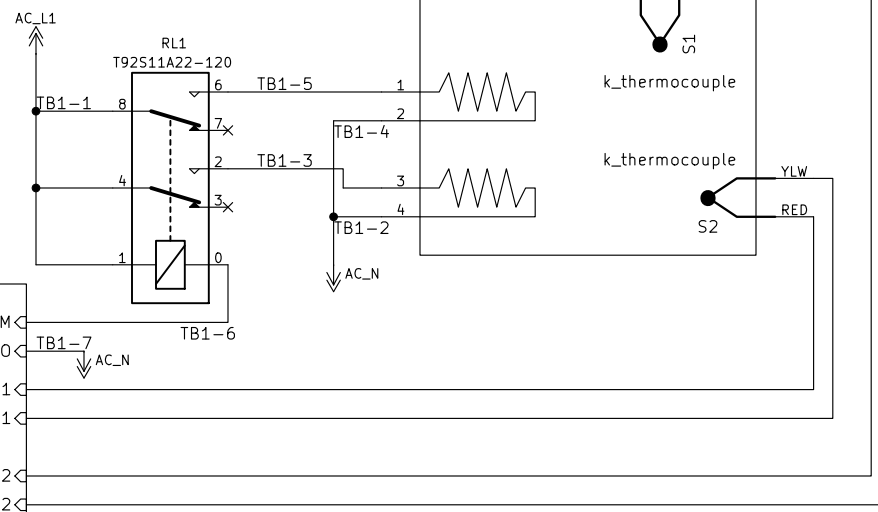 AC_L1
RL1
T92S11A22-120
S1
k_thermocouple
TB1-1 8
6 TB1-5 1
7
2
TB1-4
k_thermocouple
4
2 TB1-3 3
3
4
TB1-2
YLW
RED
S2
1 0
AC_N
M
TB1-6
O TB1-7
AC_N
1
1
2
2